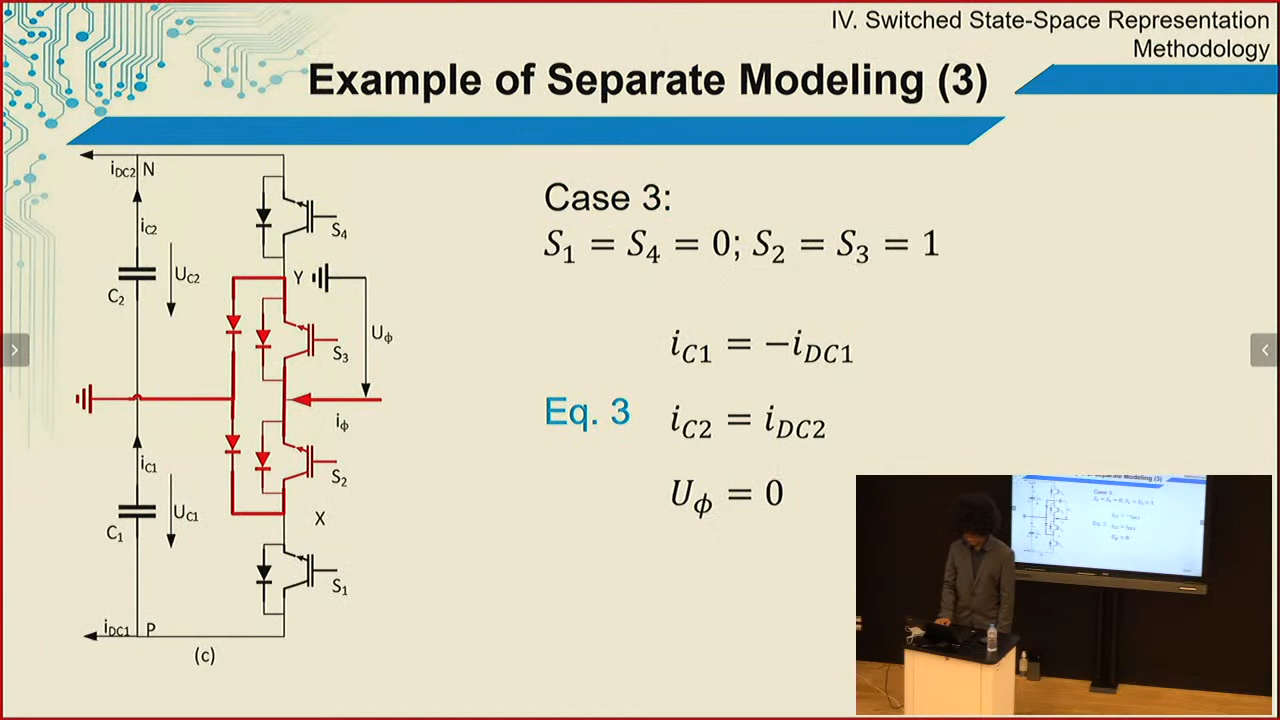 IV. Switched State-Space Representation
Methodology
Example of Separate Modeling (3)
iDC2 N
iC2
UC2
C2
S4
Y
Uϕ
S3
iϕ
iC1
S2
UC1
X
C1
S1
iDC1 P
(c)
Case 3:
S1 = S4 = 0; S2 = S3 = 1
iC1 = −iDC1
Eq. 3
iC2 = iDC2
Uϕ = 0